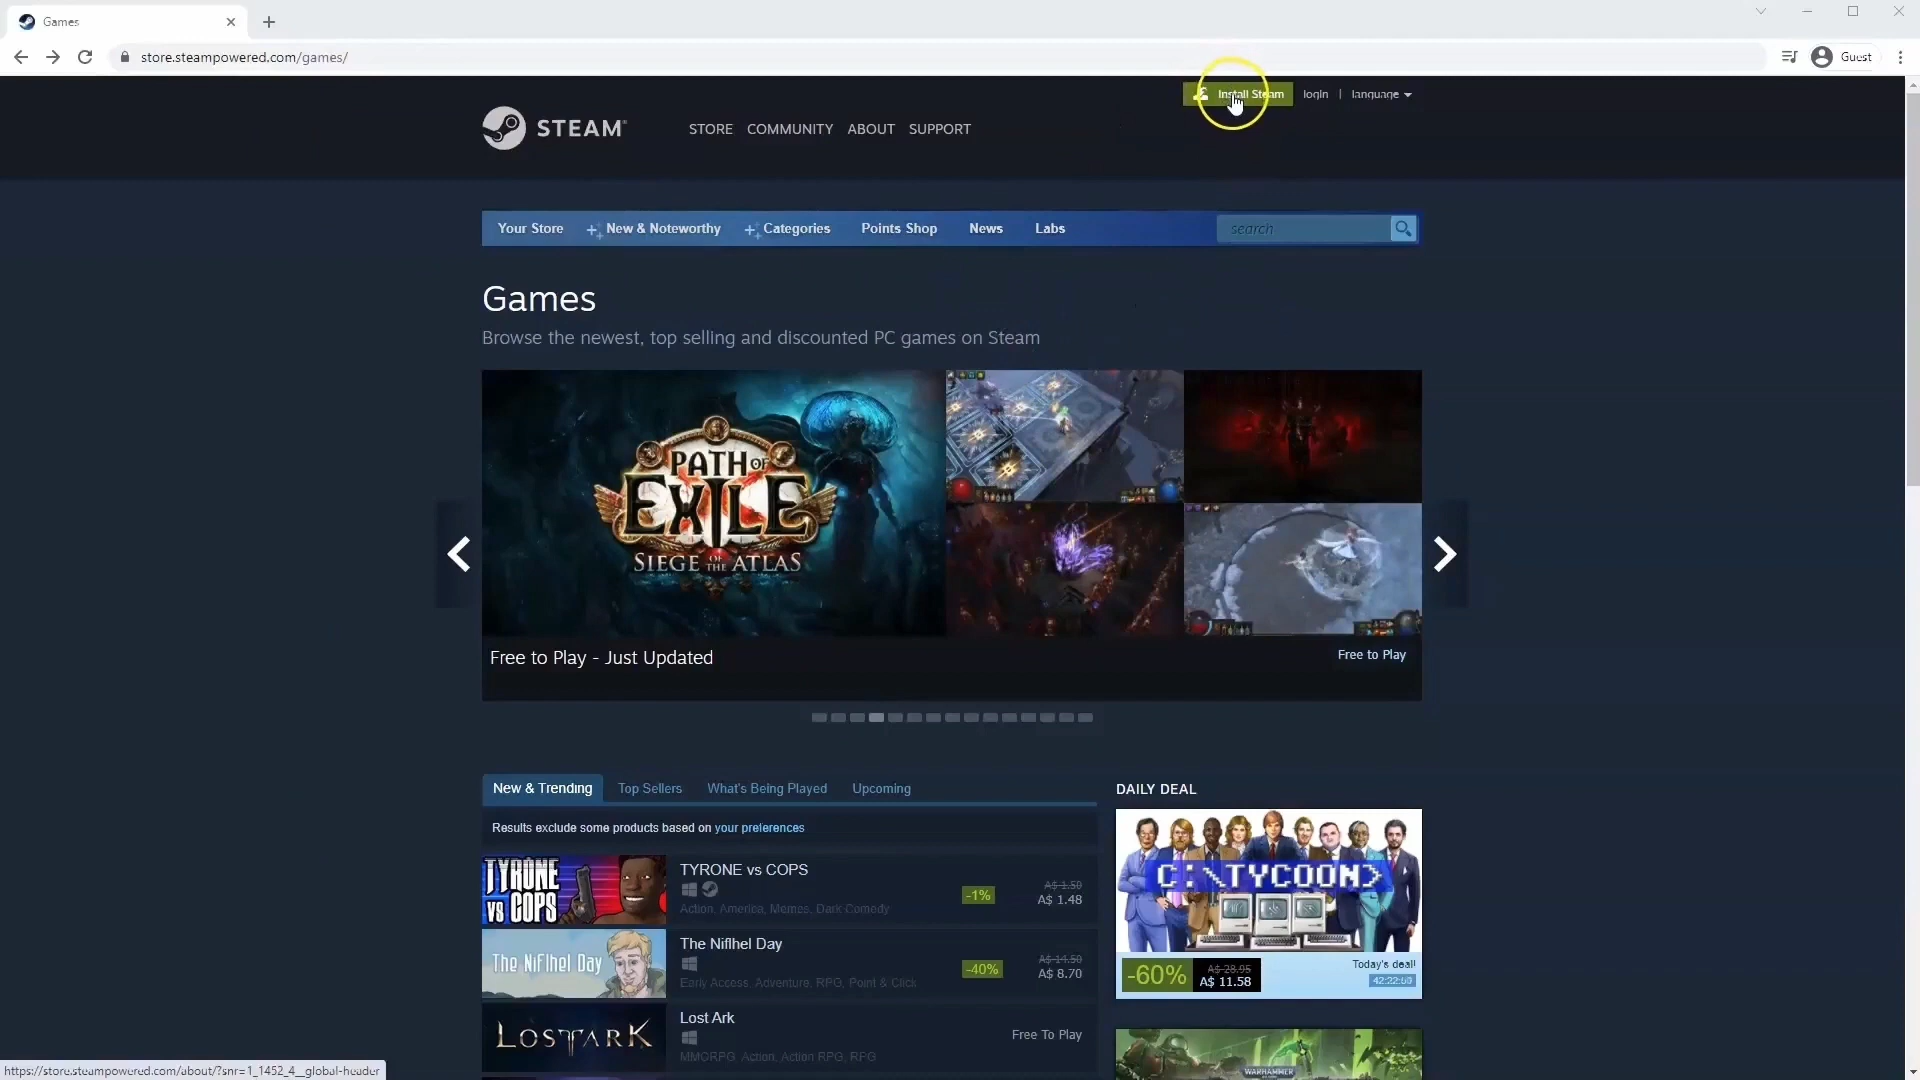 Games
store.steampowered.com/games/
Guest
Install Steam login | language
STEAM
STORE COMMUNITY ABOUT SUPPORT
Your Store New & Noteworthy Categories Points Shop News Labs search
Games
Browse the newest, top selling and discounted PC games on Steam
PATH OF
EXILE
SIEGE OF THE ATLAS
Free to Play - Just Updated
Free to Play
New & Trending Top Sellers What's Being Played Upcoming
Results exclude some products based on your preferences
TYRONE
VS COPS
TYRONE vs COPS
Action, America, Memes, Dark Comedy
-1%
A$ 1.50
A$ 1.48
The Niflhel Day
The Niflhel Day
Early Access, Adventure, RPG, Point & Click
-40%
A$ 14.50
A$ 8.70
LOST ARK
Lost Ark
MMORPG, Action, Action RPG, RPG
Free To Play
DAILY DEAL
C:\TYCOON>
-60%
A$ 28.95
A$ 11.58
Today's deal!
WARHAMMER
https://store.steampowered.com/about/?snr=1_1452_4__global-header